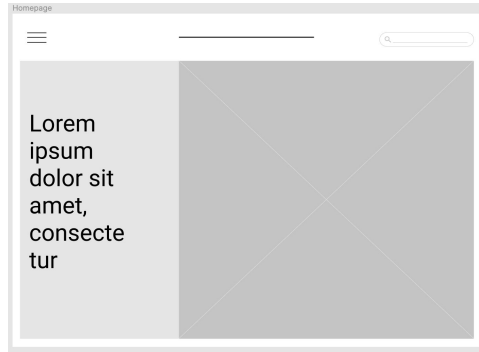 Homepage
Lorem
ipsum
dolor sit
amet,
consecte
tur